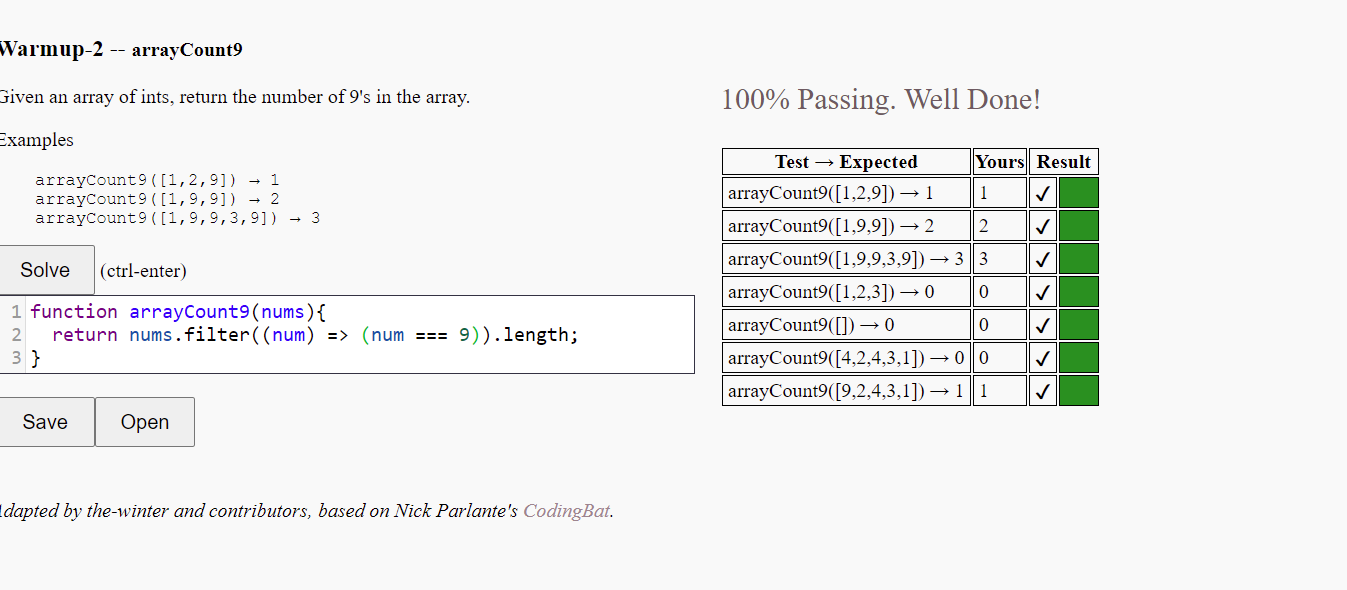 Warmup-2 -- arrayCount9
Given an array of ints, return the number of 9's in the array.
Examples
arrayCount9([1,2,9]) → 1
arrayCount9([1,9,9]) → 2
arrayCount9([1,9,9,3,9]) → 3
Solve (ctrl-enter)
1 function arrayCount9(nums){
2 return nums.filter((num) => (num === 9)).length;
3 }
Save Open
Adapted by the-winter and contributors, based on Nick Parlante's CodingBat.
100% Passing. Well Done!
Test → Expected Yours Result
arrayCount9([1,2,9]) → 1 1 ✓
arrayCount9([1,9,9]) → 2 2 ✓
arrayCount9([1,9,9,3,9]) → 3 3 ✓
arrayCount9([1,2,3]) → 0 0 ✓
arrayCount9([]) → 0 0 ✓
arrayCount9([4,2,4,3,1]) → 0 0 ✓
arrayCount9([9,2,4,3,1]) → 1 1 ✓